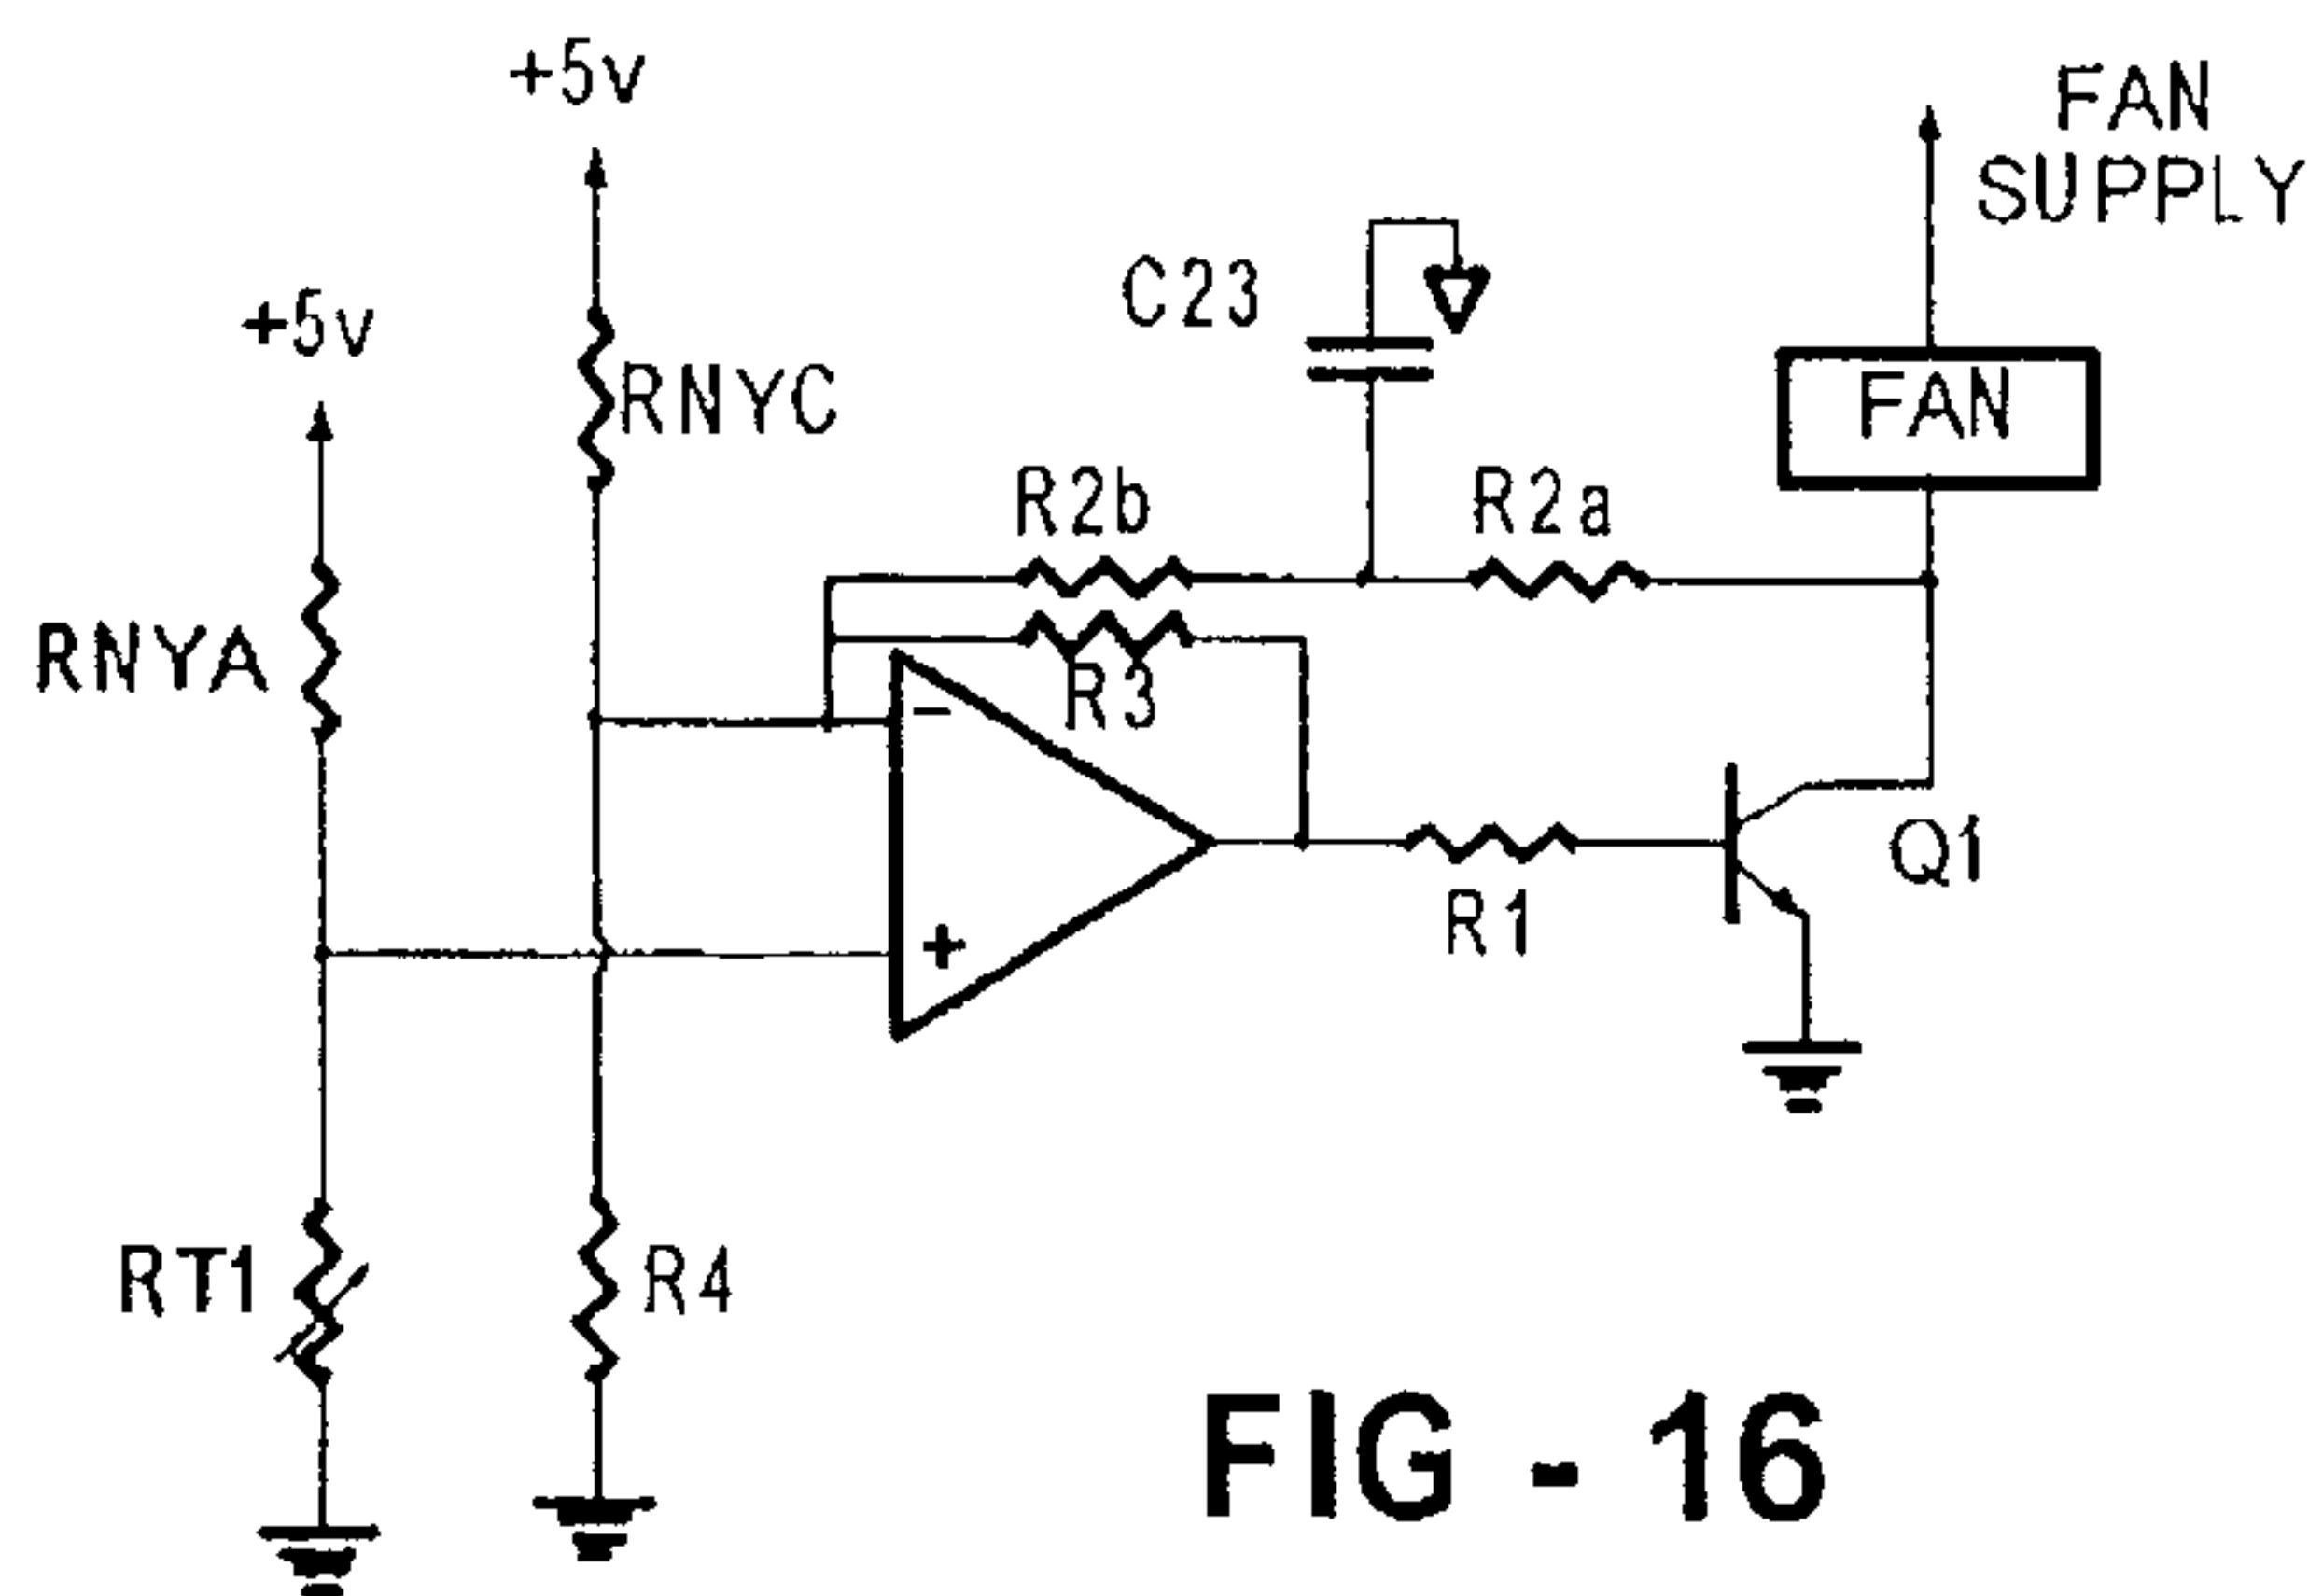 +5v
FAN
SUPPLY
C23
+5v
RNYC
FAN
R2b
R2a
RNYA
R3
-
Q1
R1
+
RT1
R4
FIG - 16